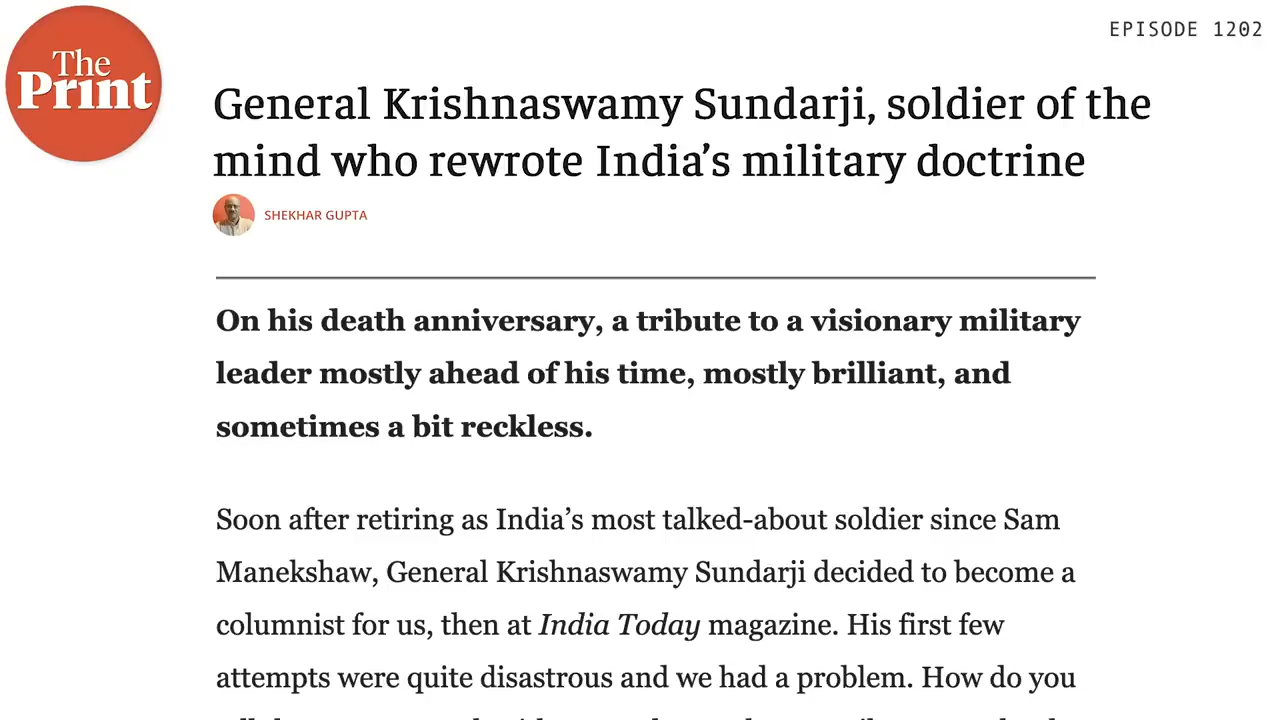 The
Print
EPISODE 1202
General Krishnaswamy Sundarji, soldier of the
mind who rewrote India’s military doctrine
SHEKHAR GUPTA
On his death anniversary, a tribute to a visionary military
leader mostly ahead of his time, mostly brilliant, and
sometimes a bit reckless.
Soon after retiring as India’s most talked-about soldier since Sam
Manekshaw, General Krishnaswamy Sundarji decided to become a
columnist for us, then at India Today magazine. His first few
attempts were quite disastrous and we had a problem. How do you